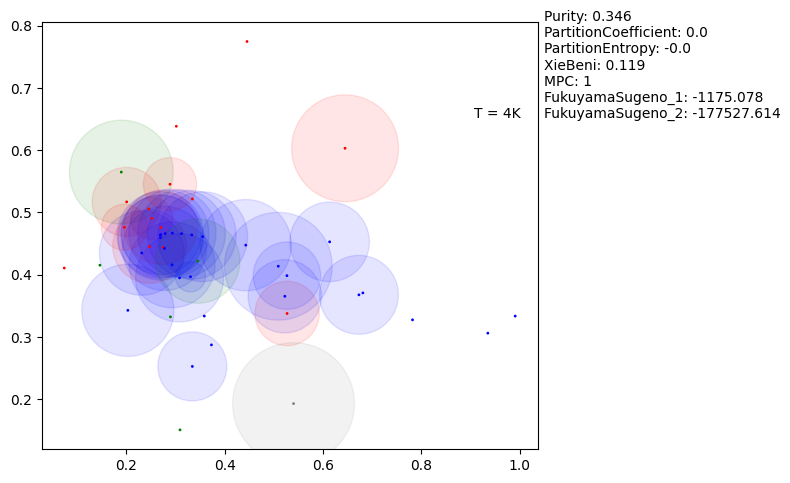 Purity: 0.346
PartitionCoefficient: 0.0
PartitionEntropy: -0.0
XieBeni: 0.119
MPC: 1
FukuyamaSugeno_1: -1175.078
FukuyamaSugeno_2: -177527.614
T = 4K
0.8
0.7
0.6
0.5
0.4
0.3
0.2
0.2 0.4 0.6 0.8 1.0